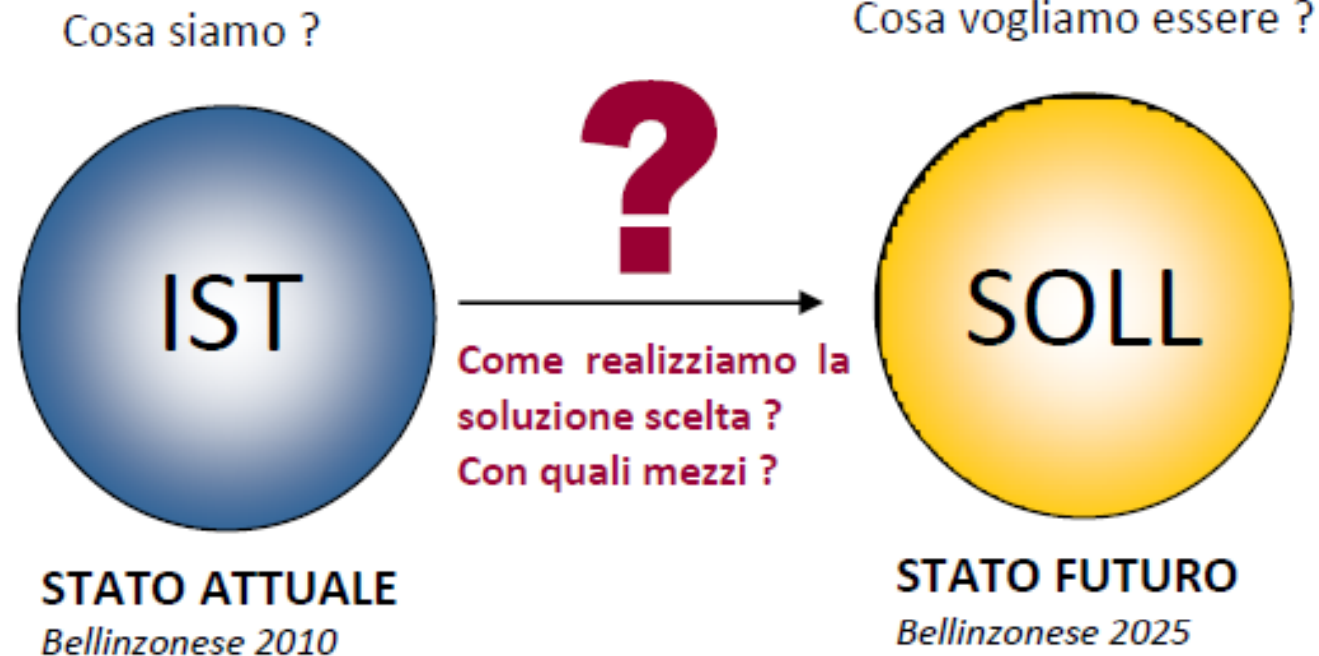 Cosa siamo ?
Cosa vogliamo essere ?
?
IST
SOLL
Come realizziamo la
soluzione scelta ?
Con quali mezzi ?
STATO ATTUALE
Bellinzonese 2010
STATO FUTURO
Bellinzonese 2025